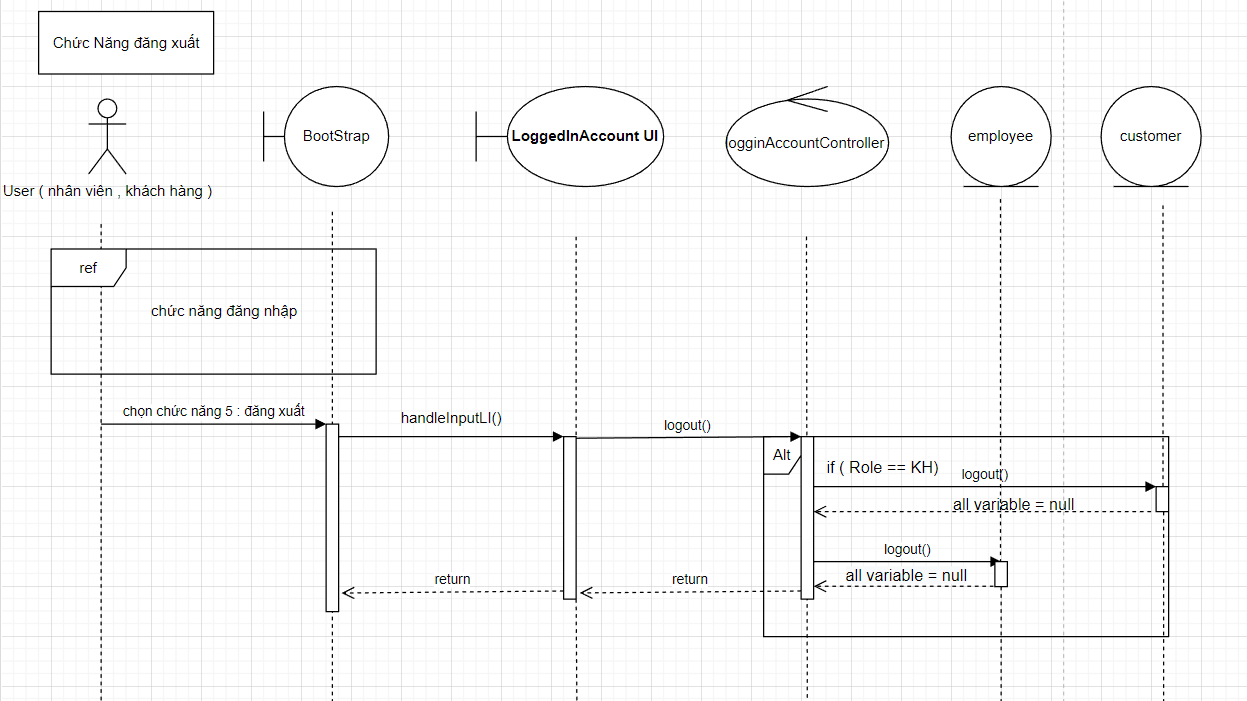 Chức Năng đăng xuất
User ( nhân viên , khách hàng )
BootStrap
LoggedInAccount UI
ogginAccountController
employee
customer
ref
chức năng đăng nhập
chọn chức năng 5 : đăng xuất
handleInputLI()
logout()
Alt
if ( Role == KH)
logout()
all variable = null
logout()
all variable = null
return
return